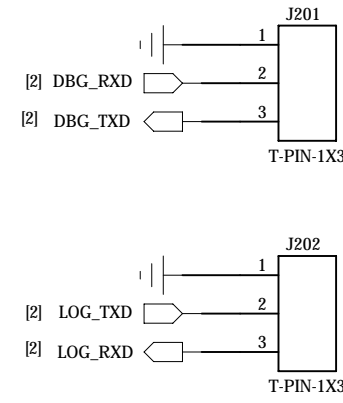 J201
1
[2] DBG_RXD 2
[2] DBG_TXD 3
T-PIN-1X3
J202
1
[2] LOG_TXD 2
[2] LOG_RXD 3
T-PIN-1X3